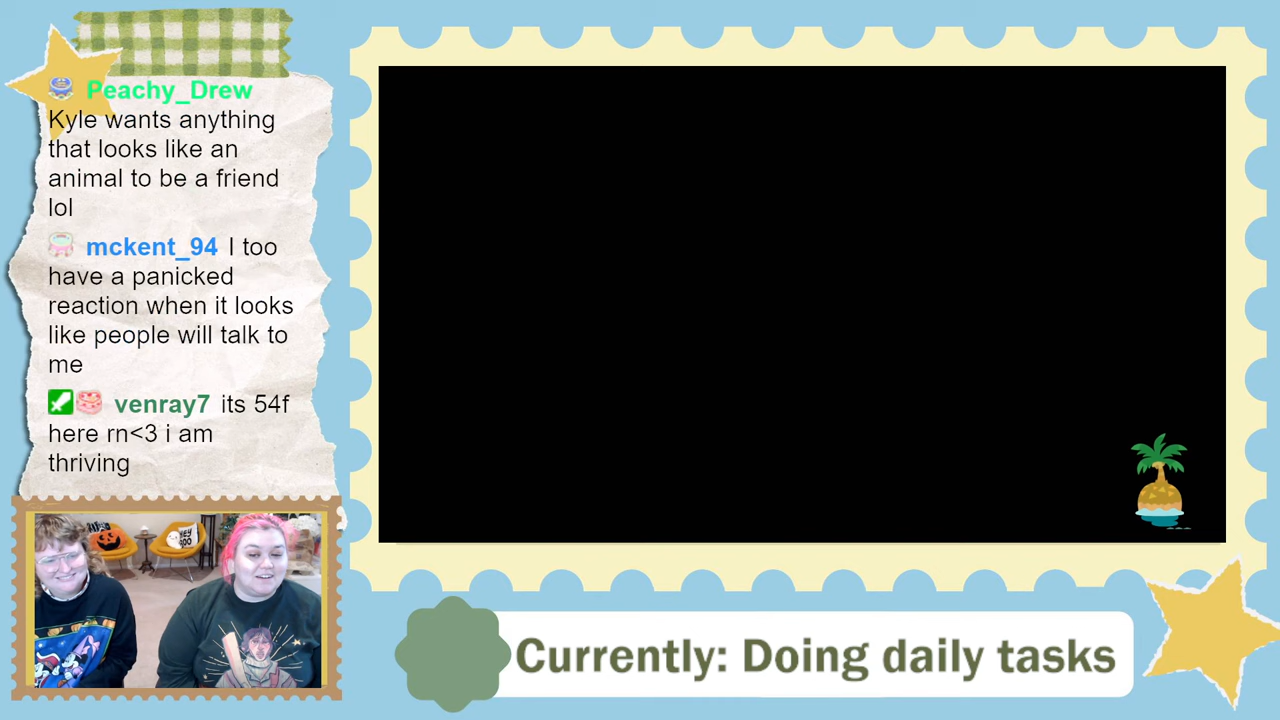 Peachy_Drew
Kyle wants anything
that looks like an
animal to be a friend
lol
mckent_94 I too
have a panicked
reaction when it looks
like people will talk to
me
venray7 its 54f
here rn<3 i am
thriving
HEY
BOO
Currently: Doing daily tasks